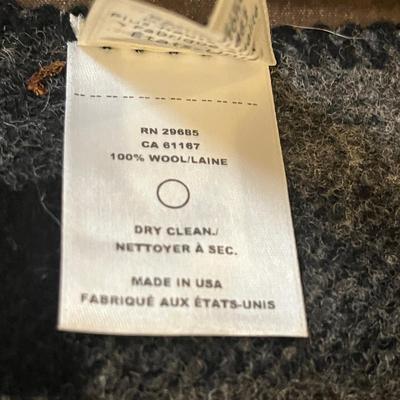 RN 29685
CA 61167
100% WOOL/LAINE
DRY CLEAN./
NETTOYER À SEC.
MADE IN USA
FABRIQUÉ AUX ÉTATS-UNIS